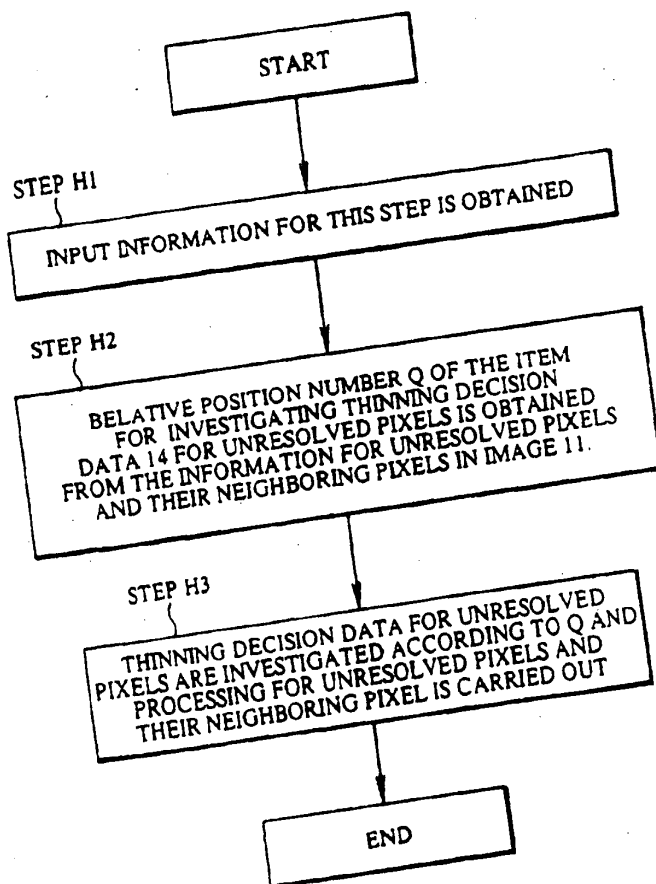 START
STEP H1
INPUT INFORMATION FOR THIS STEP IS OBTAINED
STEP H2
BELATIVE POSITION NUMBER Q OF THE ITEM
FOR INVESTIGATING THINNING DECISION
DATA 14 FOR UNRESOLVED PIXELS IS OBTAINED
FROM THE INFORMATION FOR UNRESOLVED PIXELS
AND THEIR NEIGHBORING PIXELS IN IMAGE 11.
STEP H3
THINNING DECISION DATA FOR UNRESOLVED
PIXELS ARE INVESTIGATED ACCORDING TO Q AND
PROCESSING FOR UNRESOLVED PIXELS AND
THEIR NEIGHBORING PIXEL IS CARRIED OUT
END